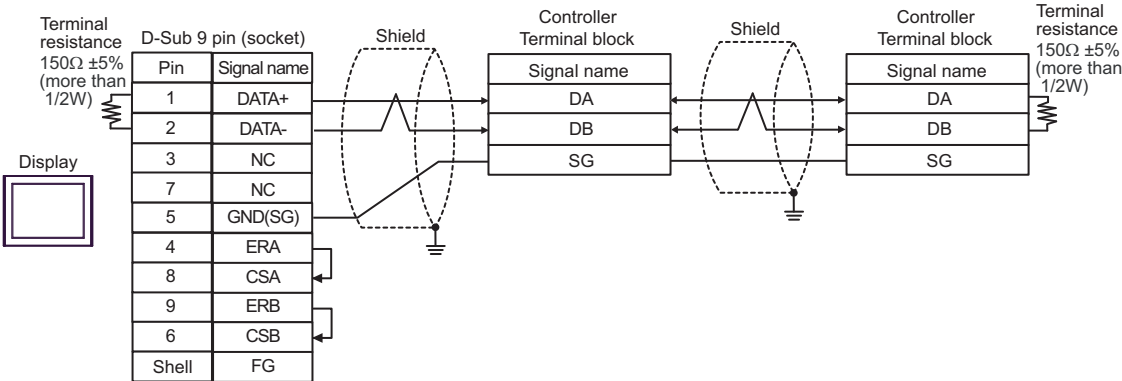 Terminal
resistance
150Ω ±5%
(more than
1/2W)
Display
D-Sub 9 pin (socket)
Pin Signal name
1 DATA+
2 DATA-
3 NC
7 NC
5 GND(SG)
4 ERA
8 CSA
9 ERB
6 CSB
Shell FG
Shield
Controller
Terminal block
Signal name
DA
DB
SG
Shield
Controller
Terminal block
Signal name
DA
DB
SG
Terminal
resistance
150Ω ±5%
(more than
1/2W)